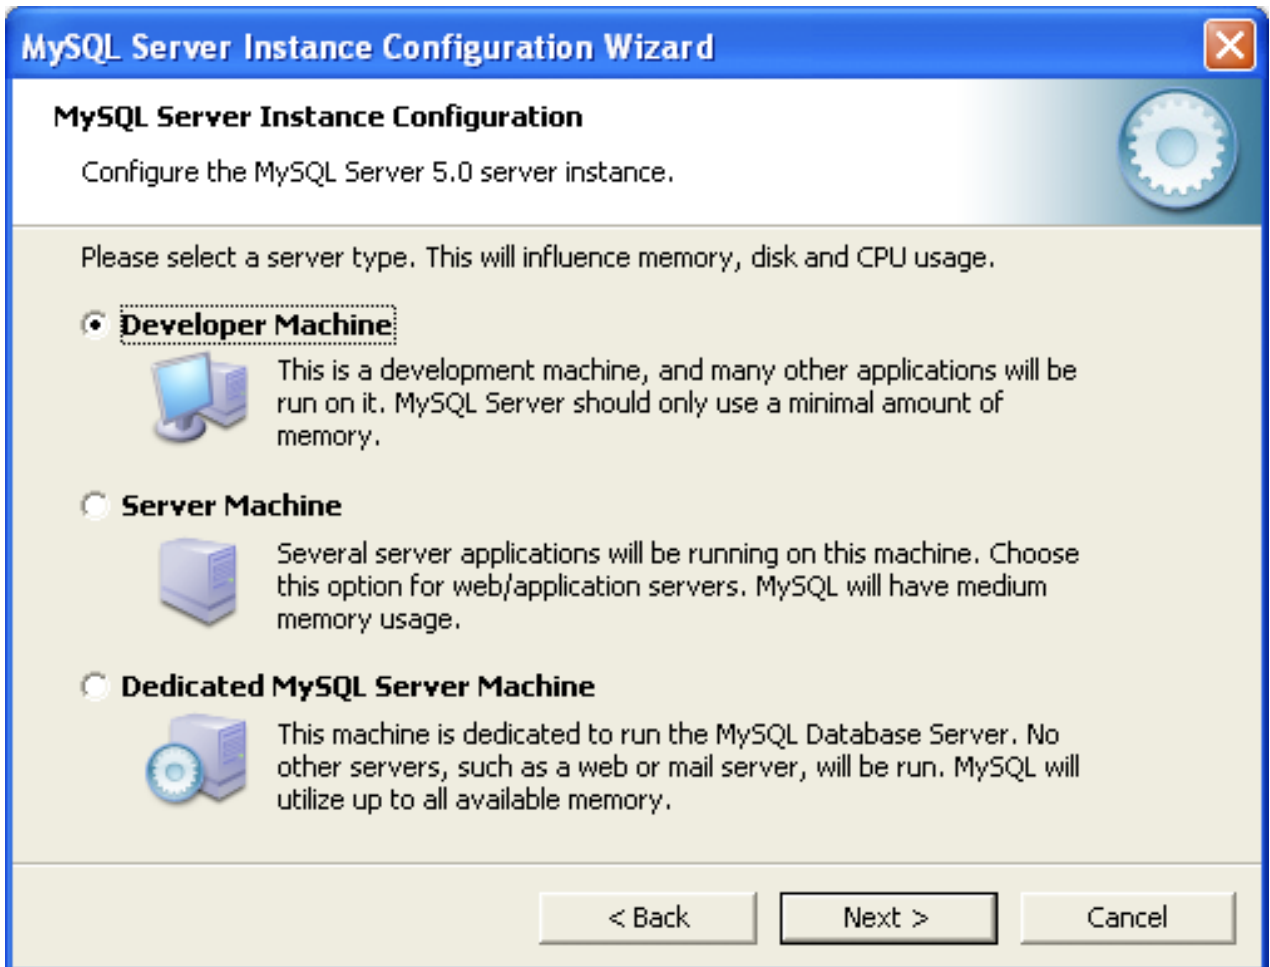 MySQL Server Instance Configuration Wizard
MySQL Server Instance Configuration
Configure the MySQL Server 5.0 server instance.
Please select a server type. This will influence memory, disk and CPU usage.
Developer Machine
This is a development machine, and many other applications will be
run on it. MySQL Server should only use a minimal amount of
memory.
Server Machine
Several server applications will be running on this machine. Choose
this option for web/application servers. MySQL will have medium
memory usage.
Dedicated MySQL Server Machine
This machine is dedicated to run the MySQL Database Server. No
other servers, such as a web or mail server, will be run. MySQL will
utilize up to all available memory.
< Back
Next >
Cancel